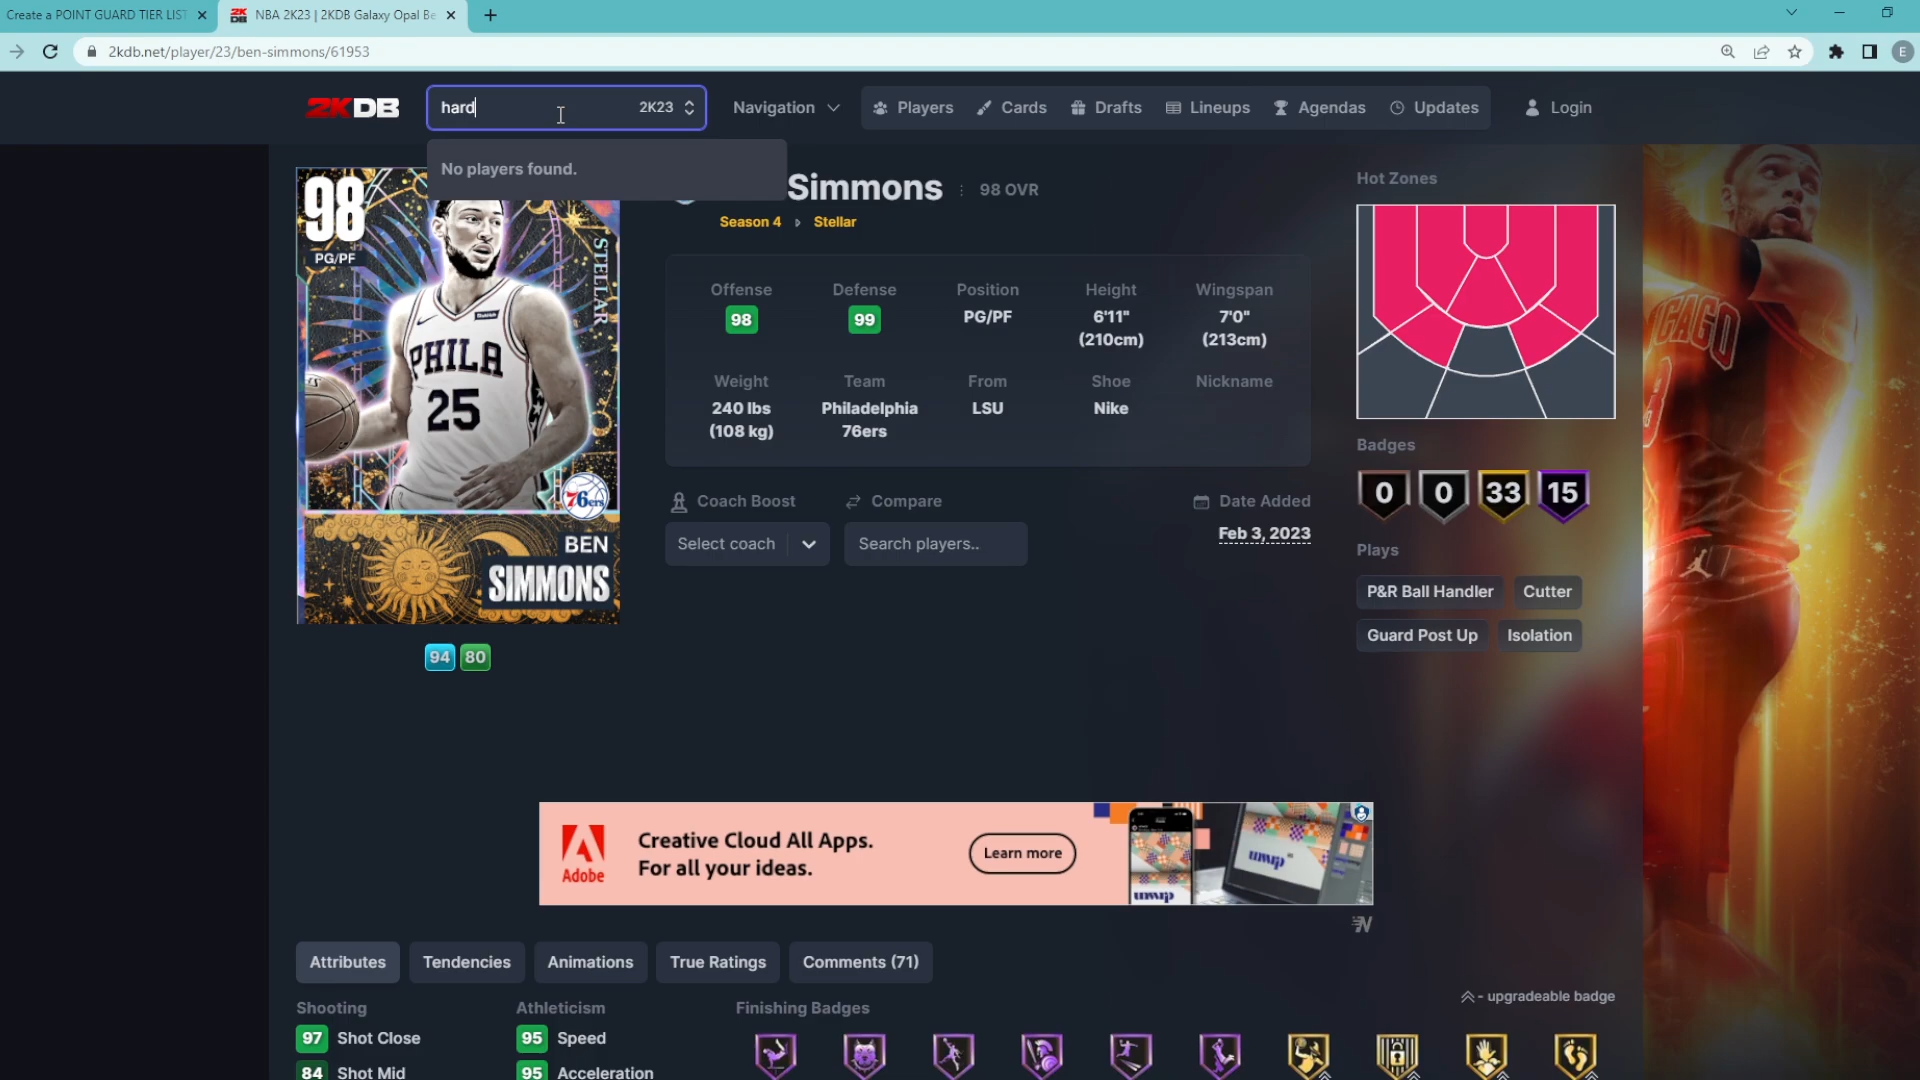 Create a POINT GUARD TIER LIST
NBA 2K23 | 2KDB Galaxy Opal Be
2kdb.net/player/23/ben-simmons/61953
E
2KDB
hard
2K23
Navigation
Players
Cards
Drafts
Lineups
Agendas
Updates
Login
No players found.
98
PG/PF
STELLAR
PHILA
25
76ers
BEN
SIMMONS
94 80
Simmons
98 OVR
Season 4
Stellar
Offense
Defense
Position
Height
Wingspan
98
99
PG/PF
6'11"
(210cm)
7'0"
(213cm)
Weight
Team
From
Shoe
Nickname
240 lbs
(108 kg)
Philadelphia
76ers
LSU
Nike
Coach Boost
Compare
Date Added
Select coach
Search players..
Feb 3, 2023
Hot Zones
Badges
0
0
33
15
Plays
P&R Ball Handler
Cutter
Guard Post Up
Isolation
Adobe
Creative Cloud All Apps.
For all your ideas.
Learn more
Attributes
Tendencies
Animations
True Ratings
Comments (71)
- upgradeable badge
Shooting
Athleticism
Finishing Badges
97 Shot Close
95 Speed
84 Shot Mid
95 Acceleration